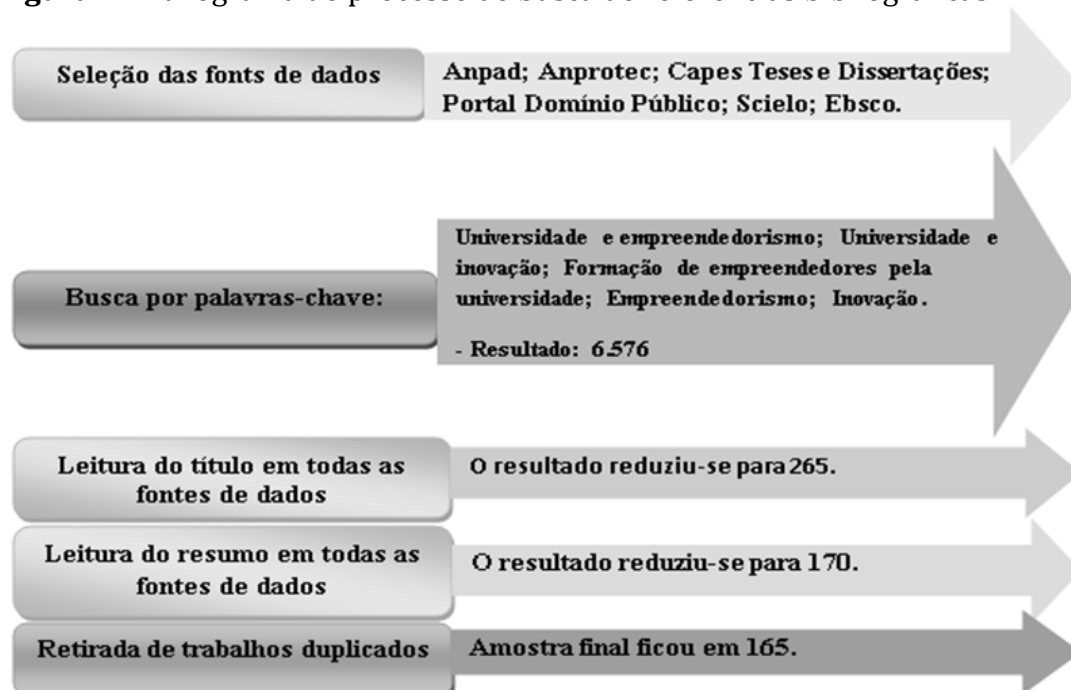 Seleção das fonts de dados
Anpad; Anprotec; Capes Teses e Dissertações;
Portal Domínio Público; Scielo; Ebsco.
Universidade e empreendedorismo; Universidade e
inovação; Formação de empreendedores pela
universidade; Empreendedorismo; Inovação.
Busca por palavras-chave:
- Resultado: 6.576
Leitura do título em todas as
fontes de dados
O resultado reduziu-se para 265.
Leitura do resumo em todas as
fontes de dados
O resultado reduziu-se para 170.
Retirada de trabalhos duplicados
Amostra final ficou em 165.